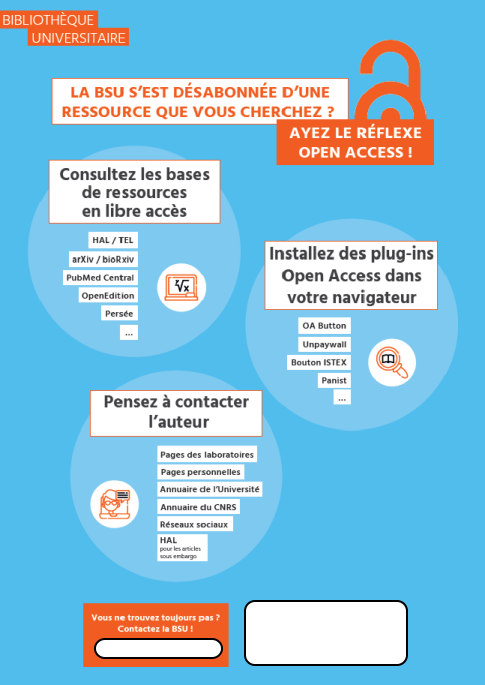 BIBLIOTHÈQUE
UNIVERSITAIRE
LA BSU S'EST DÉSABONNÉE D'UNE
RESSOURCE QUE VOUS CHERCHEZ ?
AYEZ LE RÉFLEXE
OPEN ACCESS !
Consultez les bases
de ressources
en libre accès
HAL / TEL
arXiv / bioRxiv
PubMed Central
OpenEdition
Persée
...
Installez des plug-ins
Open Access dans
votre navigateur
OA Button
Unpaywall
Bouton ISTEX
Panist
...
Pensez à contacter
l'auteur
Pages des laboratoires
Pages personnelles
Annuaire de l'Université
Annuaire du CNRS
Réseaux sociaux
HAL
pour les articles
sous embargo
Vous ne trouvez toujours pas ?
Contactez la BSU !